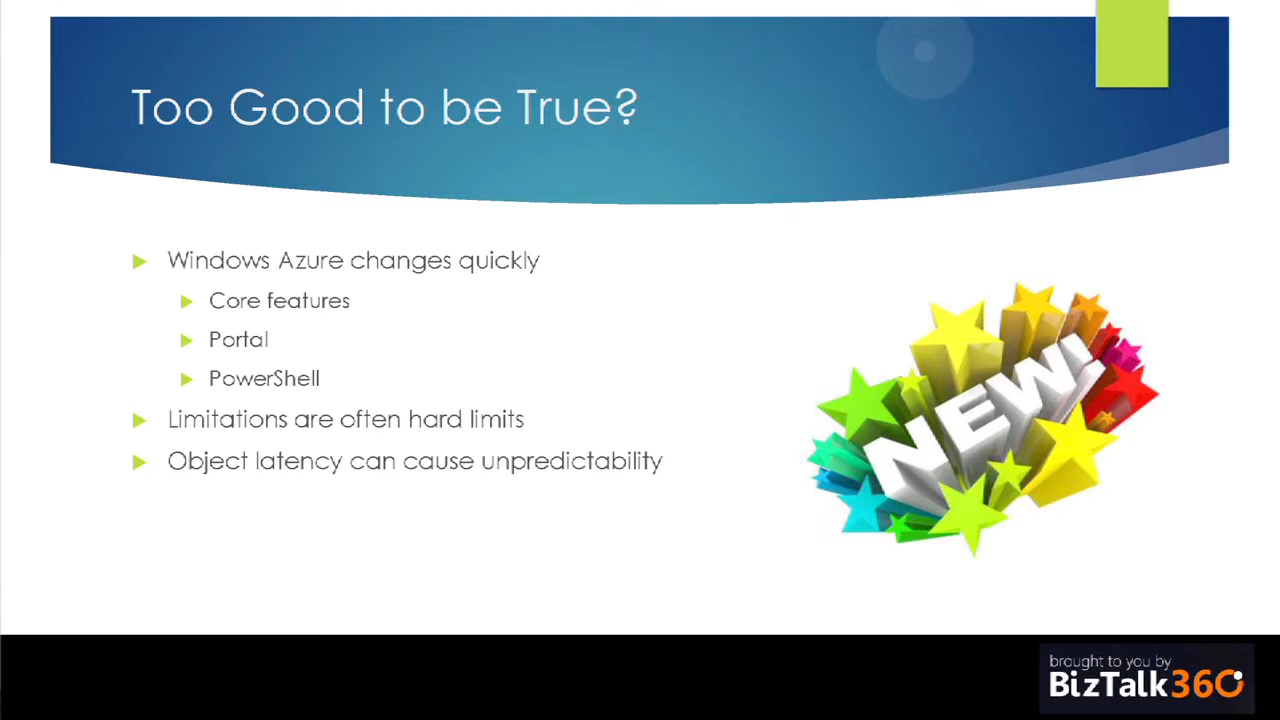 Too Good to be True?
Windows Azure changes quickly
Core features
Portal
PowerShell
Limitations are often hard limits
Object latency can cause unpredictability
NEW!
brought to you by
BizTalk360